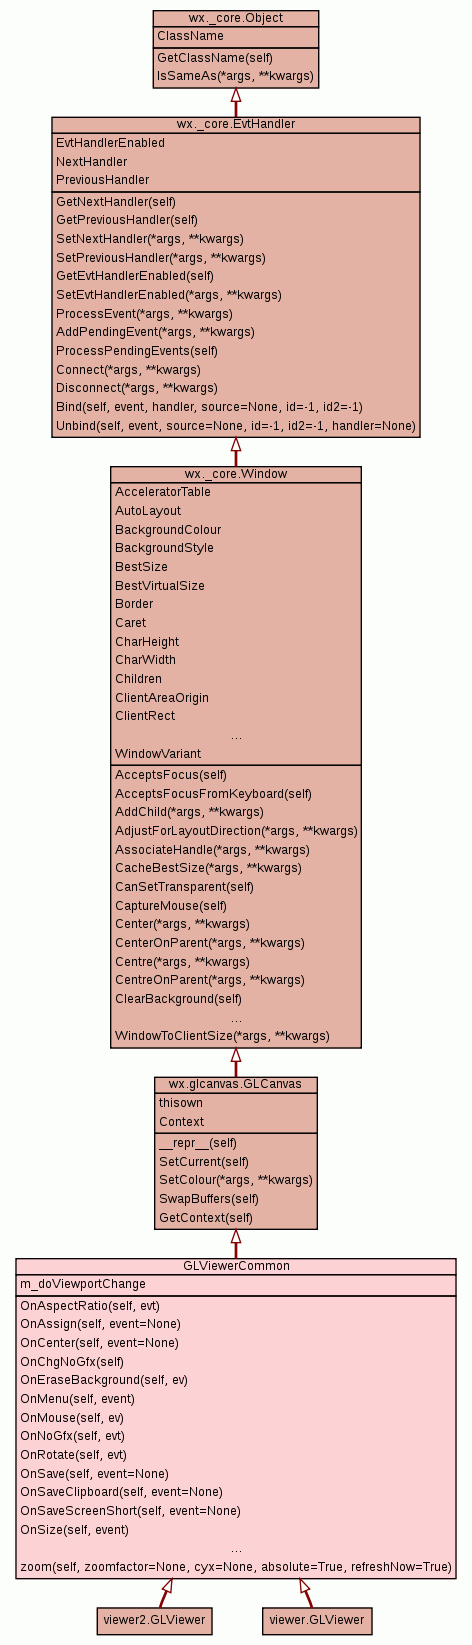 wx._core.Object
ClassName
GetClassName(self)
IsSameAs(*args, **kwargs)
wx._core.EvtHandler
EvtHandlerEnabled
NextHandler
PreviousHandler
GetNextHandler(self)
GetPreviousHandler(self)
SetNextHandler(*args, **kwargs)
SetPreviousHandler(*args, **kwargs)
GetEvtHandlerEnabled(self)
SetEvtHandlerEnabled(*args, **kwargs)
ProcessEvent(*args, **kwargs)
AddPendingEvent(*args, **kwargs)
ProcessPendingEvents(self)
Connect(*args, **kwargs)
Disconnect(*args, **kwargs)
Bind(self, event, handler, source=None, id=-1, id2=-1)
Unbind(self, event, source=None, id=-1, id2=-1, handler=None)
wx._core.Window
AcceleratorTable
AutoLayout
BackgroundColour
BackgroundStyle
BestSize
BestVirtualSize
Border
Caret
CharHeight
CharWidth
Children
ClientAreaOrigin
ClientRect
...
WindowVariant
AcceptsFocus(self)
AcceptsFocusFromKeyboard(self)
AddChild(*args, **kwargs)
AdjustForLayoutDirection(*args, **kwargs)
AssociateHandle(*args, **kwargs)
CacheBestSize(*args, **kwargs)
CanSetTransparent(self)
CaptureMouse(self)
Center(*args, **kwargs)
CenterOnParent(*args, **kwargs)
Centre(*args, **kwargs)
CentreOnParent(*args, **kwargs)
ClearBackground(self)
...
WindowToClientSize(*args, **kwargs)
wx.glcanvas.GLCanvas
thisown
Context
__repr__(self)
SetCurrent(self)
SetColour(*args, **kwargs)
SwapBuffers(self)
GetContext(self)
GLViewerCommon
m_doViewportChange
OnAspectRatio(self, evt)
OnAssign(self, event=None)
OnCenter(self, event=None)
OnChgNoGfx(self)
OnEraseBackground(self, ev)
OnMenu(self, event)
OnMouse(self, ev)
OnNoGfx(self, evt)
OnRotate(self, evt)
OnSave(self, event=None)
OnSaveClipboard(self, event=None)
OnSaveScreenShort(self, event=None)
OnSize(self, event)
...
zoom(self, zoomfactor=None, cyx=None, absolute=True, refreshNow=True)
viewer2.GLViewer
viewer.GLViewer